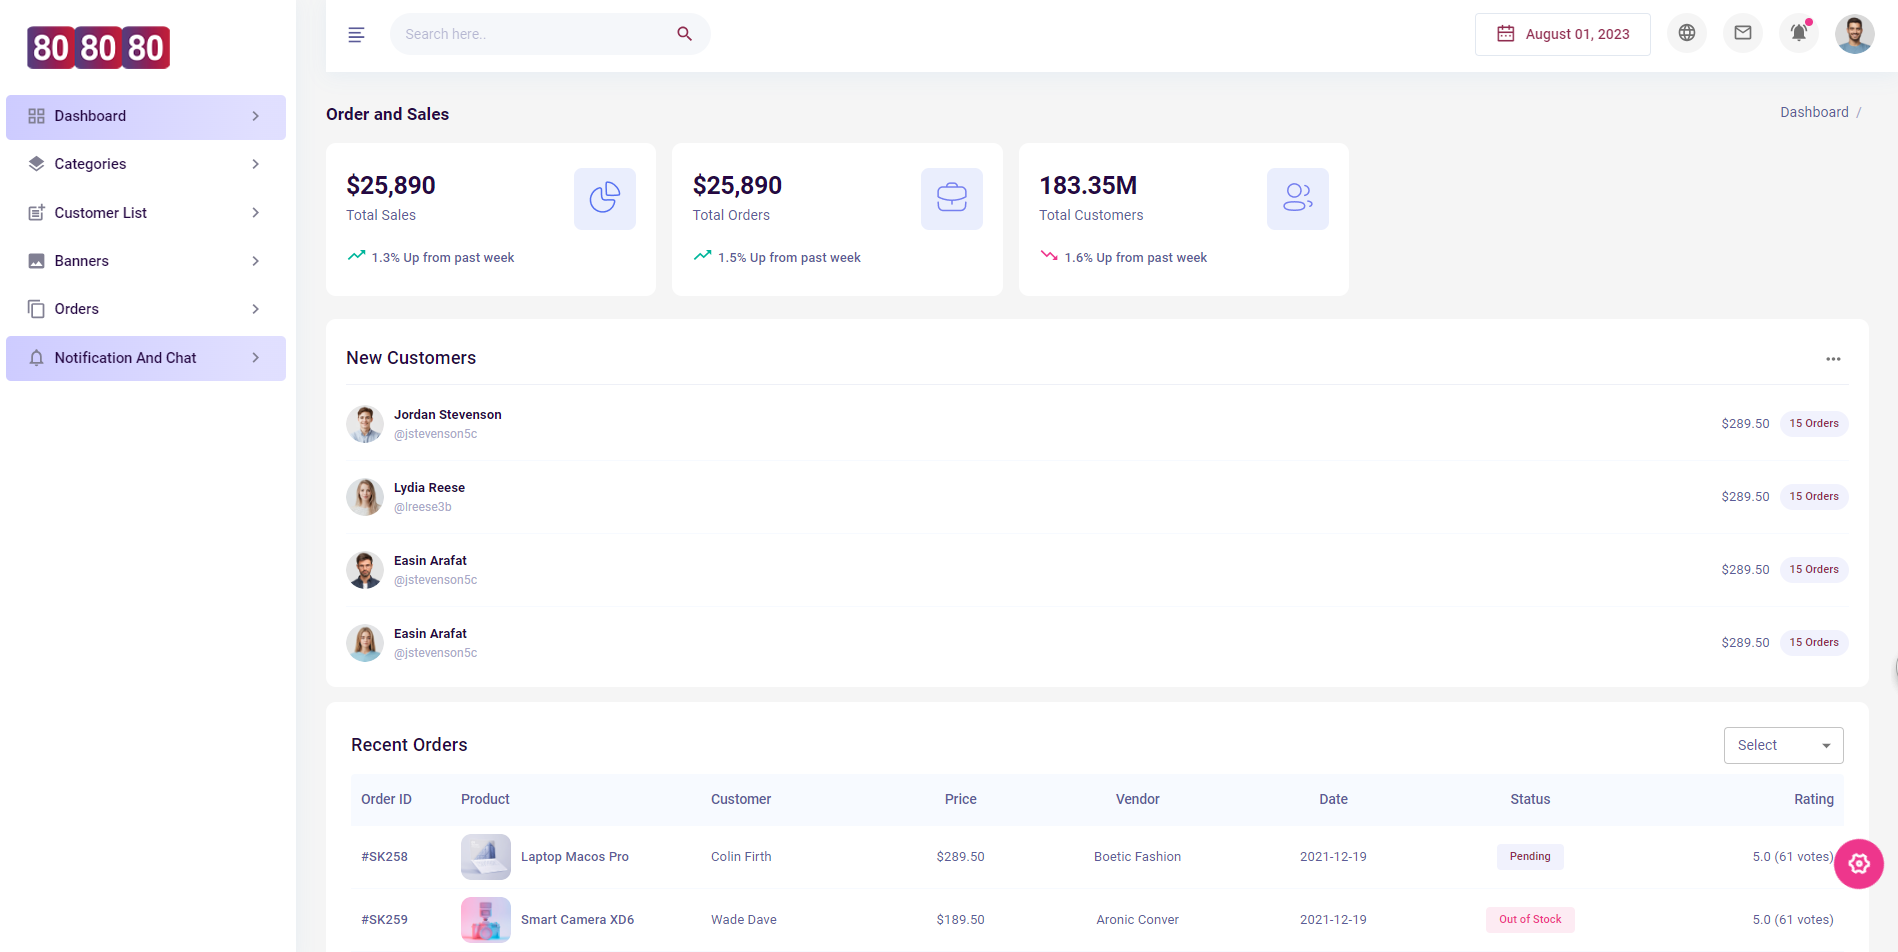 80 80 80
Search here..
August 01, 2023
Dashboard
Categories
Customer List
Banners
Orders
Notification And Chat
Order and Sales
Dashboard /
$25,890
Total Sales
1.3% Up from past week
$25,890
Total Orders
1.5% Up from past week
183.35M
Total Customers
1.6% Up from past week
New Customers
Jordan Stevenson
@jstevenson5c
$289.50 15 Orders
Lydia Reese
@lreese3b
$289.50 15 Orders
Easin Arafat
@jstevenson5c
$289.50 15 Orders
Easin Arafat
@jstevenson5c
$289.50 15 Orders
Recent Orders
Select
Order ID Product Customer Price Vendor Date Status Rating
#SK258 Laptop Macos Pro Colin Firth $289.50 Boetic Fashion 2021-12-19 Pending 5.0 (61 votes)
#SK259 Smart Camera XD6 Wade Dave $189.50 Aronic Conver 2021-12-19 Out of Stock 5.0 (61 votes)